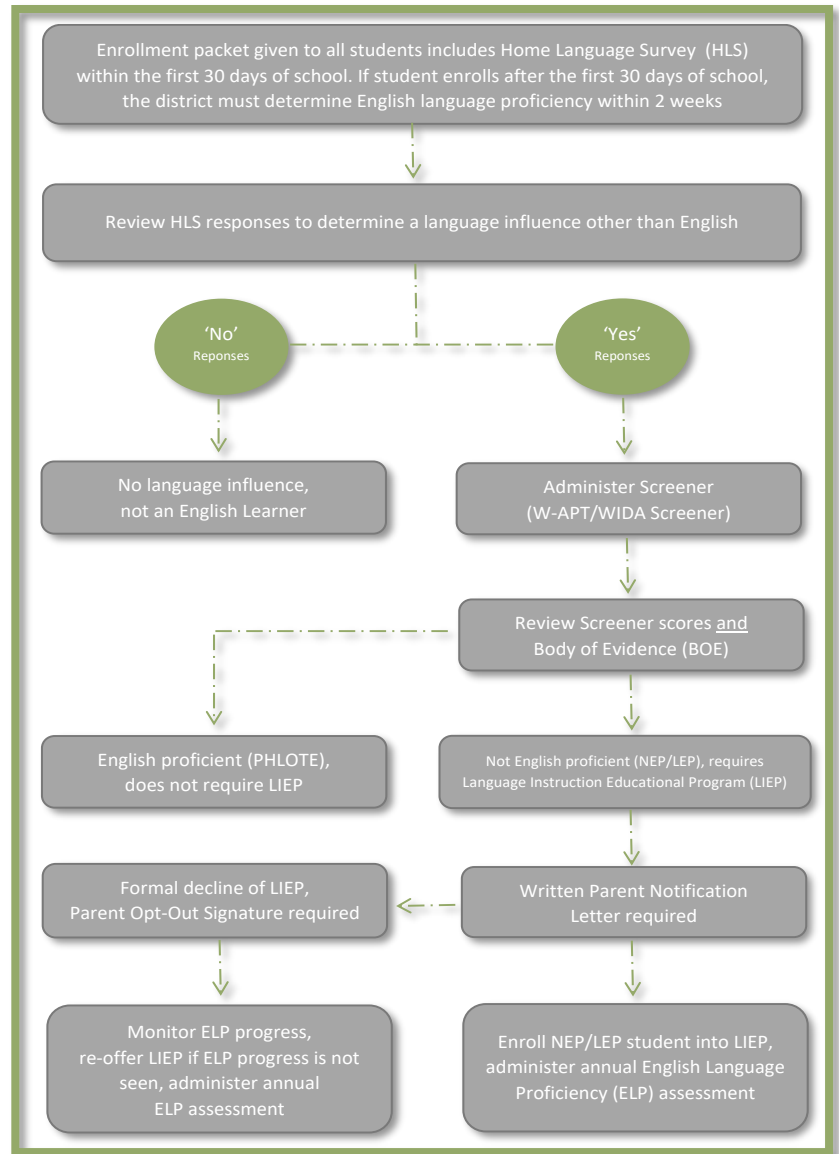 Enrollment packet given to all students includes Home Language Survey (HLS)
within the first 30 days of school. If student enrolls after the first 30 days of school,
the district must determine English language proficiency within 2 weeks
Review HLS responses to determine a language influence other than English
‘No’
Reponses
‘Yes’
Reponses
No language influence,
not an English Learner
Administer Screener
(W-APT/WIDA Screener)
Review Screener scores and
Body of Evidence (BOE)
English proficient (PHLOTE),
does not require LIEP
Not English proficient (NEP/LEP), requires
Language Instruction Educational Program (LIEP)
Formal decline of LIEP,
Parent Opt-Out Signature required
Written Parent Notification
Letter required
Monitor ELP progress,
re-offer LIEP if ELP progress is not
seen, administer annual
ELP assessment
Enroll NEP/LEP student into LIEP,
administer annual English Language
Proficiency (ELP) assessment